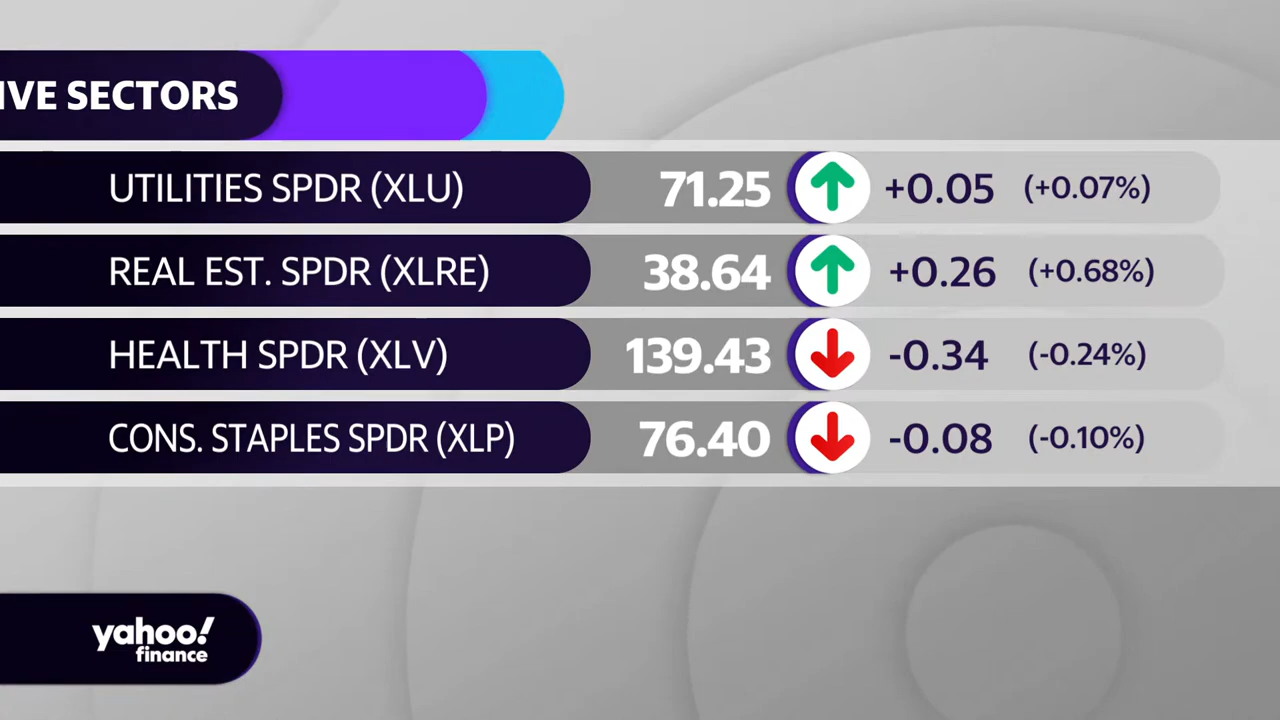 IVE SECTORS
UTILITIES SPDR (XLU) 71.25 +0.05 (+0.07%)
REAL EST. SPDR (XLRE) 38.64 +0.26 (+0.68%)
HEALTH SPDR (XLV) 139.43 -0.34 (-0.24%)
CONS. STAPLES SPDR (XLP) 76.40 -0.08 (-0.10%)
yahoo!
finance